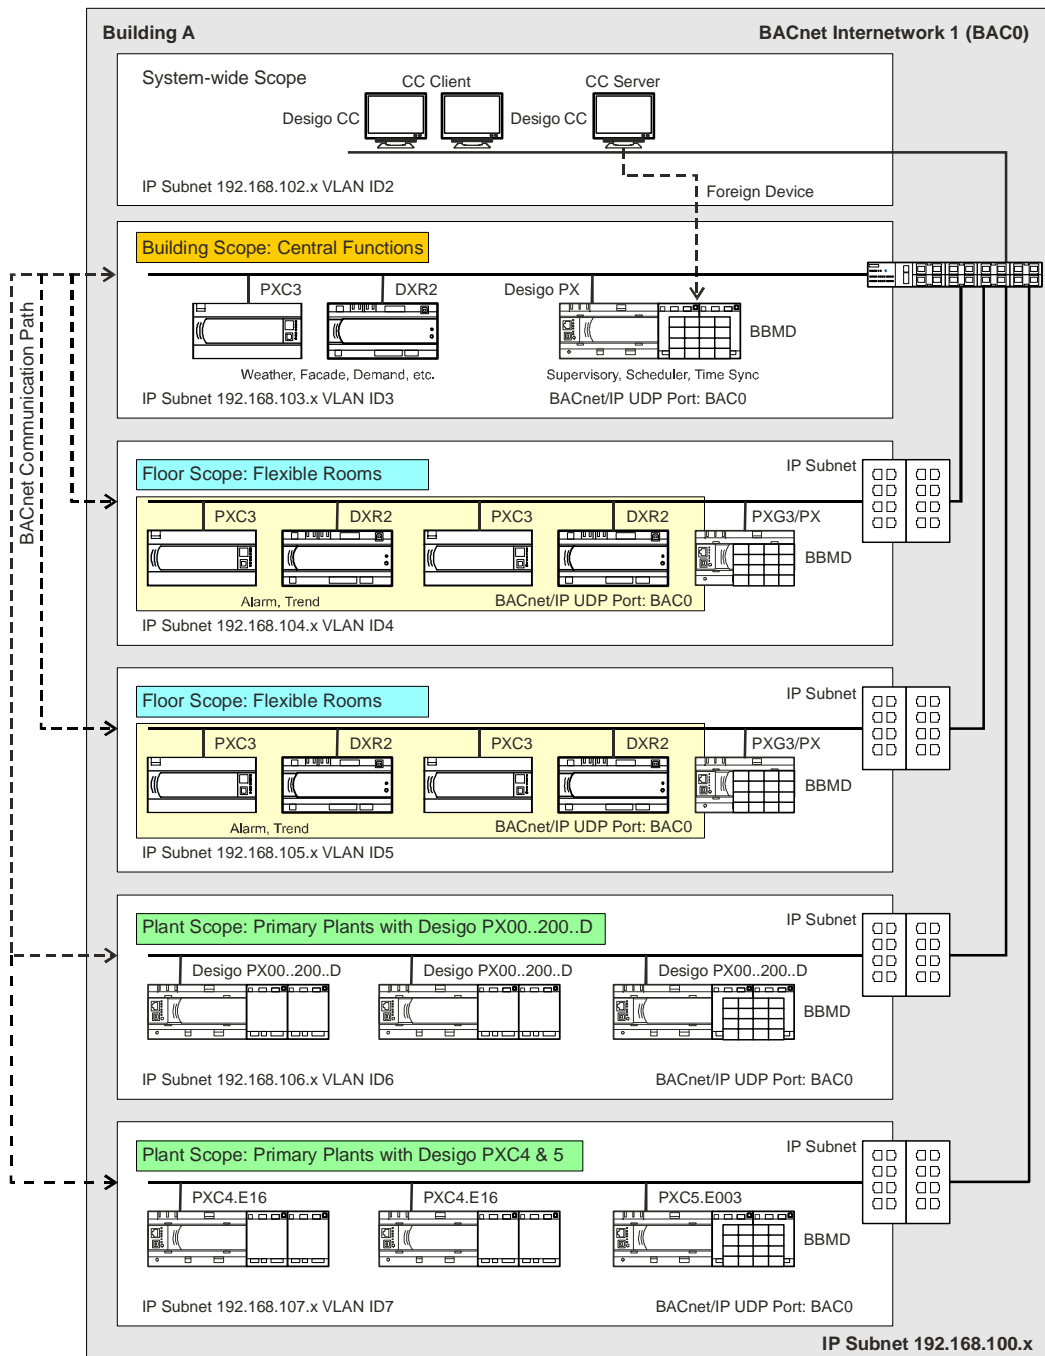 Building A
BACnet Internetwork 1 (BAC0)
System-wide Scope
CC Client
CC Server
Desigo CC
Desigo CC
IP Subnet 192.168.102.x VLAN ID2
Foreign Device
Building Scope: Central Functions
PXC3
DXR2
Desigo PX
BBMD
Weather, Facade, Demand, etc.
Supervisory, Scheduler, Time Sync
IP Subnet 192.168.103.x VLAN ID3
BACnet/IP UDP Port: BAC0
BACnet Communication Path
Floor Scope: Flexible Rooms
IP Subnet
PXC3
DXR2
PXC3
DXR2
PXG3/PX
BBMD
Alarm, Trend
BACnet/IP UDP Port: BAC0
IP Subnet 192.168.104.x VLAN ID4
Floor Scope: Flexible Rooms
IP Subnet
PXC3
DXR2
PXC3
DXR2
PXG3/PX
BBMD
Alarm, Trend
BACnet/IP UDP Port: BAC0
IP Subnet 192.168.105.x VLAN ID5
Plant Scope: Primary Plants with Desigo PX00..200..D
IP Subnet
Desigo PX00..200..D
Desigo PX00..200..D
Desigo PX00..200..D
BBMD
IP Subnet 192.168.106.x VLAN ID6
BACnet/IP UDP Port: BAC0
Plant Scope: Primary Plants with Desigo PXC4 & 5
IP Subnet
PXC4.E16
PXC4.E16
PXC5.E003
BBMD
IP Subnet 192.168.107.x VLAN ID7
BACnet/IP UDP Port: BAC0
IP Subnet 192.168.100.x